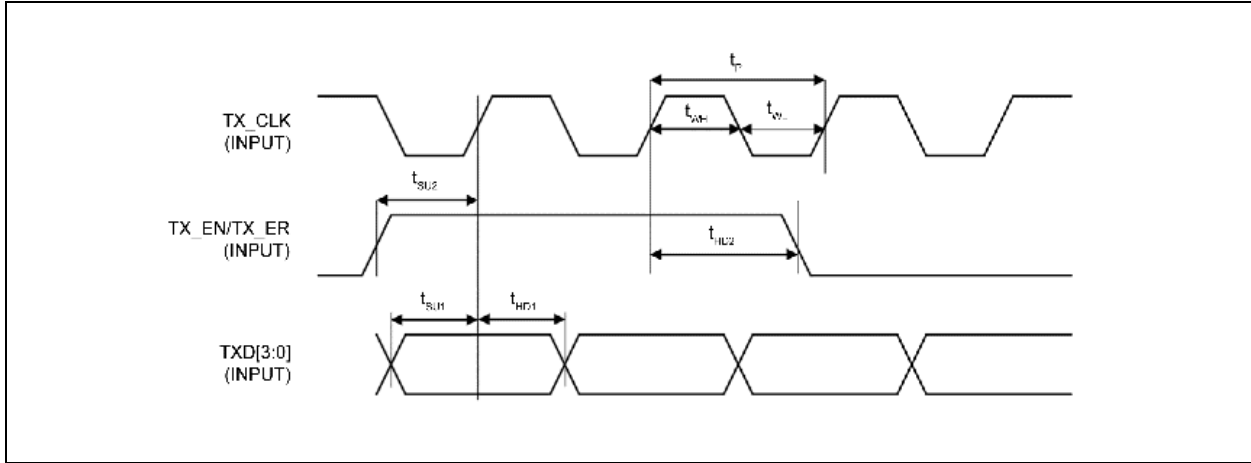 tP
TX_CLK
(INPUT)
tWH
tWL
tSU2
TX_EN/TX_ER
(INPUT)
tHD2
tSU1
tHD1
TXD[3:0]
(INPUT)